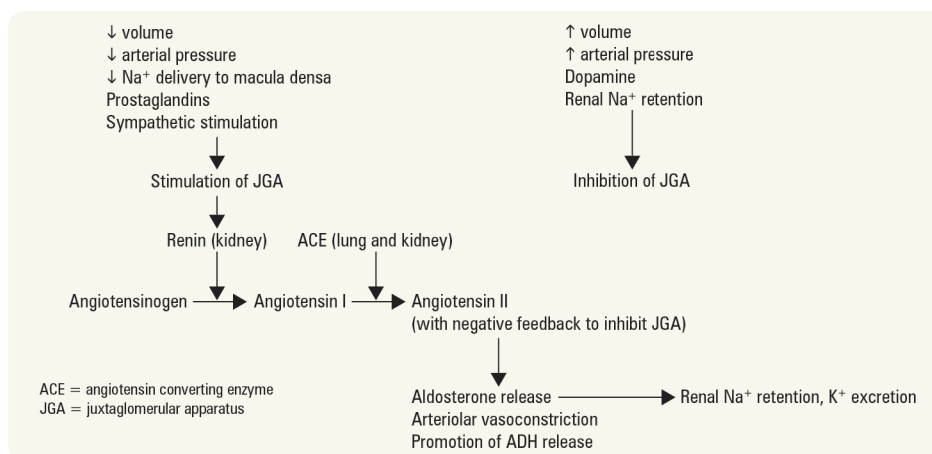 ↓ volume
↓ arterial pressure
↓ Na⁺ delivery to macula densa
Prostaglandins
Sympathetic stimulation
↑ volume
↑ arterial pressure
Dopamine
Renal Na⁺ retention
Stimulation of JGA
Inhibition of JGA
Renin (kidney)
ACE (lung and kidney)
Angiotensinogen
Angiotensin I
Angiotensin II
(with negative feedback to inhibit JGA)
ACE = angiotensin converting enzyme
JGA = juxtaglomerular apparatus
Aldosterone release
Arteriolar vasoconstriction
Promotion of ADH release
Renal Na⁺ retention, K⁺ excretion